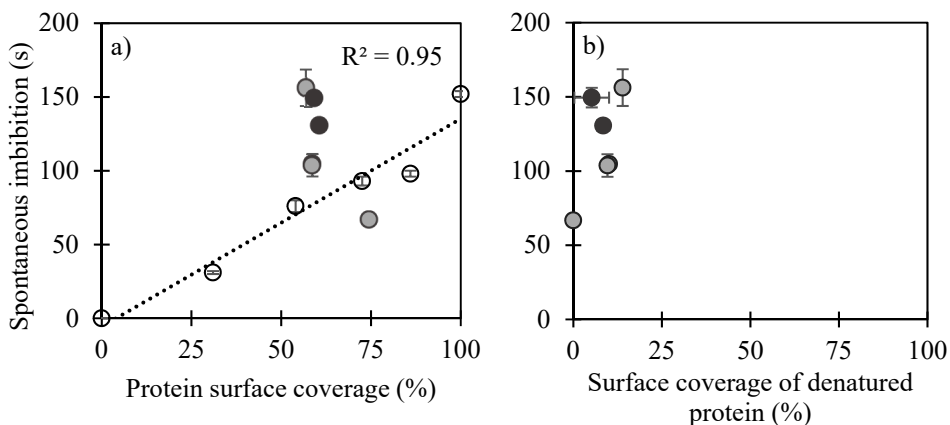 Spontaneous imbibition (s)
200
150
100
50
0
a)
R² = 0.95
0
25
50
75
100
Protein surface coverage (%)
200
150
100
50
0
b)
0
25
50
75
100
Surface coverage of denatured
protein (%)